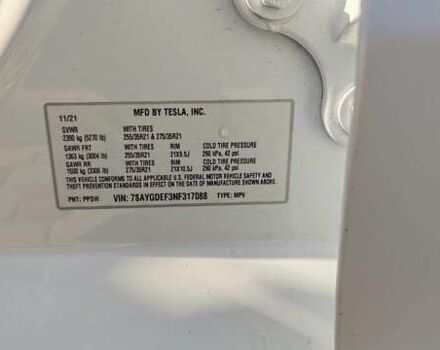 11/21 MFD BY TESLA, INC.
GVWR WITH TIRES
2390 kg (5270 lb) 255/35R21 & 275/35R21
GAWR FRT WITH TIRES RIM COLD TIRE PRESSURE
1363 kg (3004 lb) 255/35R21 21X9.5J 290 kPa, 42 psi
GAWR RR WITH TIRES RIM COLD TIRE PRESSURE
1500 kg (3306 lb) 275/35R21 21X10.5J 290 kPa, 42 psi
THIS VEHICLE CONFORMS TO ALL APPLICABLE U.S. FEDERAL MOTOR VEHICLE SAFETY AND
THEFT PREVENTION STANDARDS IN EFFECT ON THE DATE OF MANUFACTURE SHOWN ABOVE.
PNT: PPSW VIN: 7SAYGDEF3NF317088 TYPE: MPV